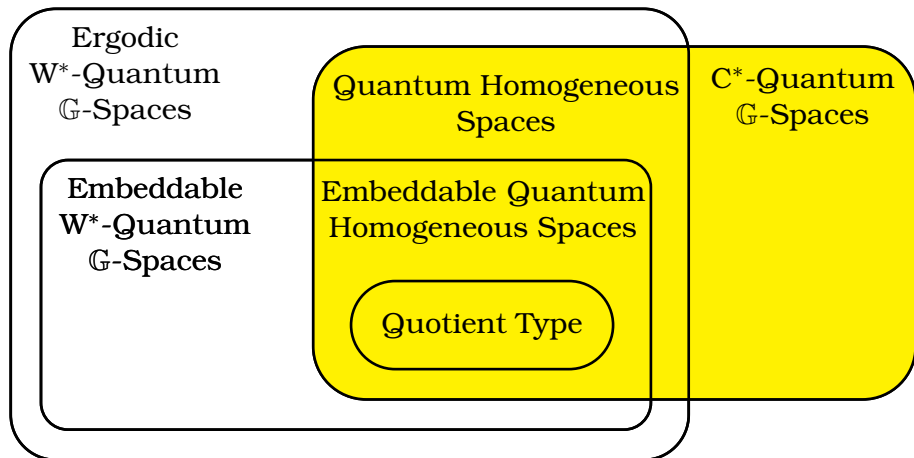 Ergodic
W*-Quantum
𝔾-Spaces
Quantum Homogeneous
Spaces
C*-Quantum
𝔾-Spaces
Embeddable
W*-Quantum
𝔾-Spaces
Embeddable Quantum
Homogeneous Spaces
Quotient Type